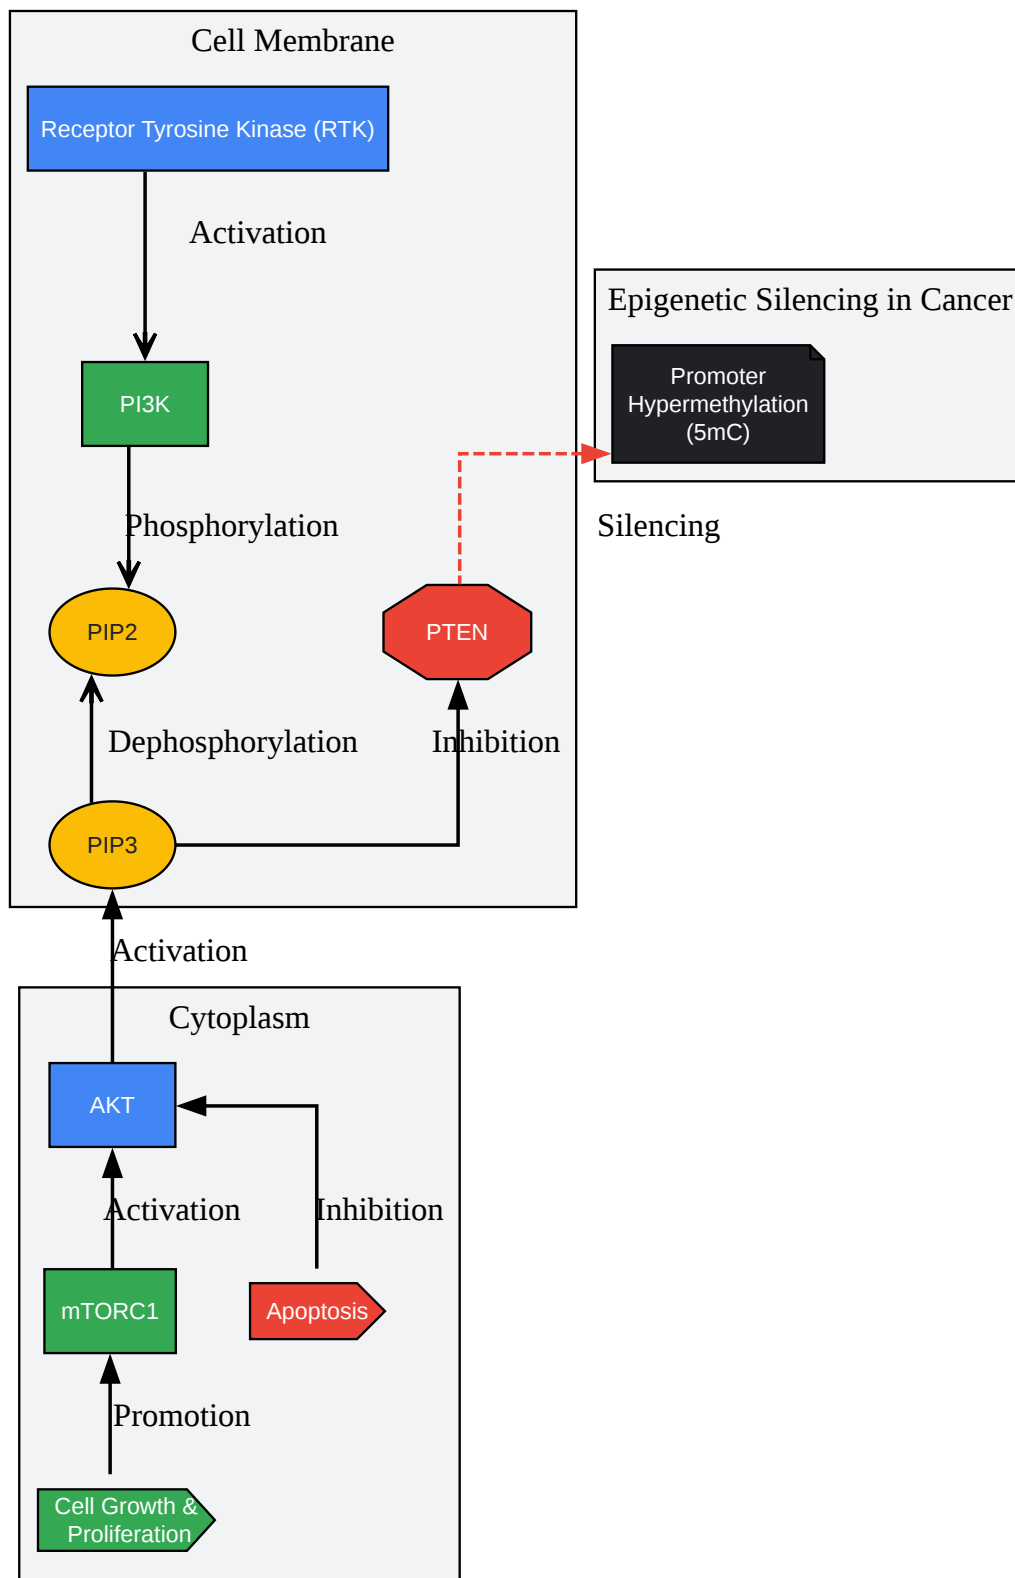 Cell Membrane
Receptor Tyrosine Kinase (RTK)
Activation
Epigenetic Silencing in Cancer
Promoter
Hypermethylation
(5mC)
PI3K
Phosphorylation
Silencing
PIP2
PTEN
Dephosphorylation
Inhibition
PIP3
Activation
Cytoplasm
AKT
Activation
Inhibition
mTORC1
Apoptosis
Promotion
Cell Growth &
Proliferation